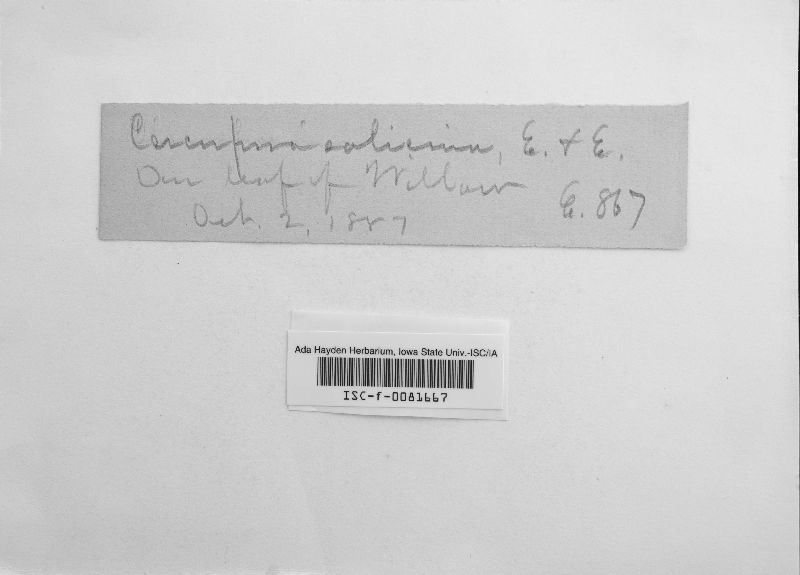 Cercospora salicina, E. & E.
On leaf of Willow
E. 867
Oct. 2, 1887
Ada Hayden Herbarium, Iowa State Univ.-ISC/IA
ISC-f-0081667